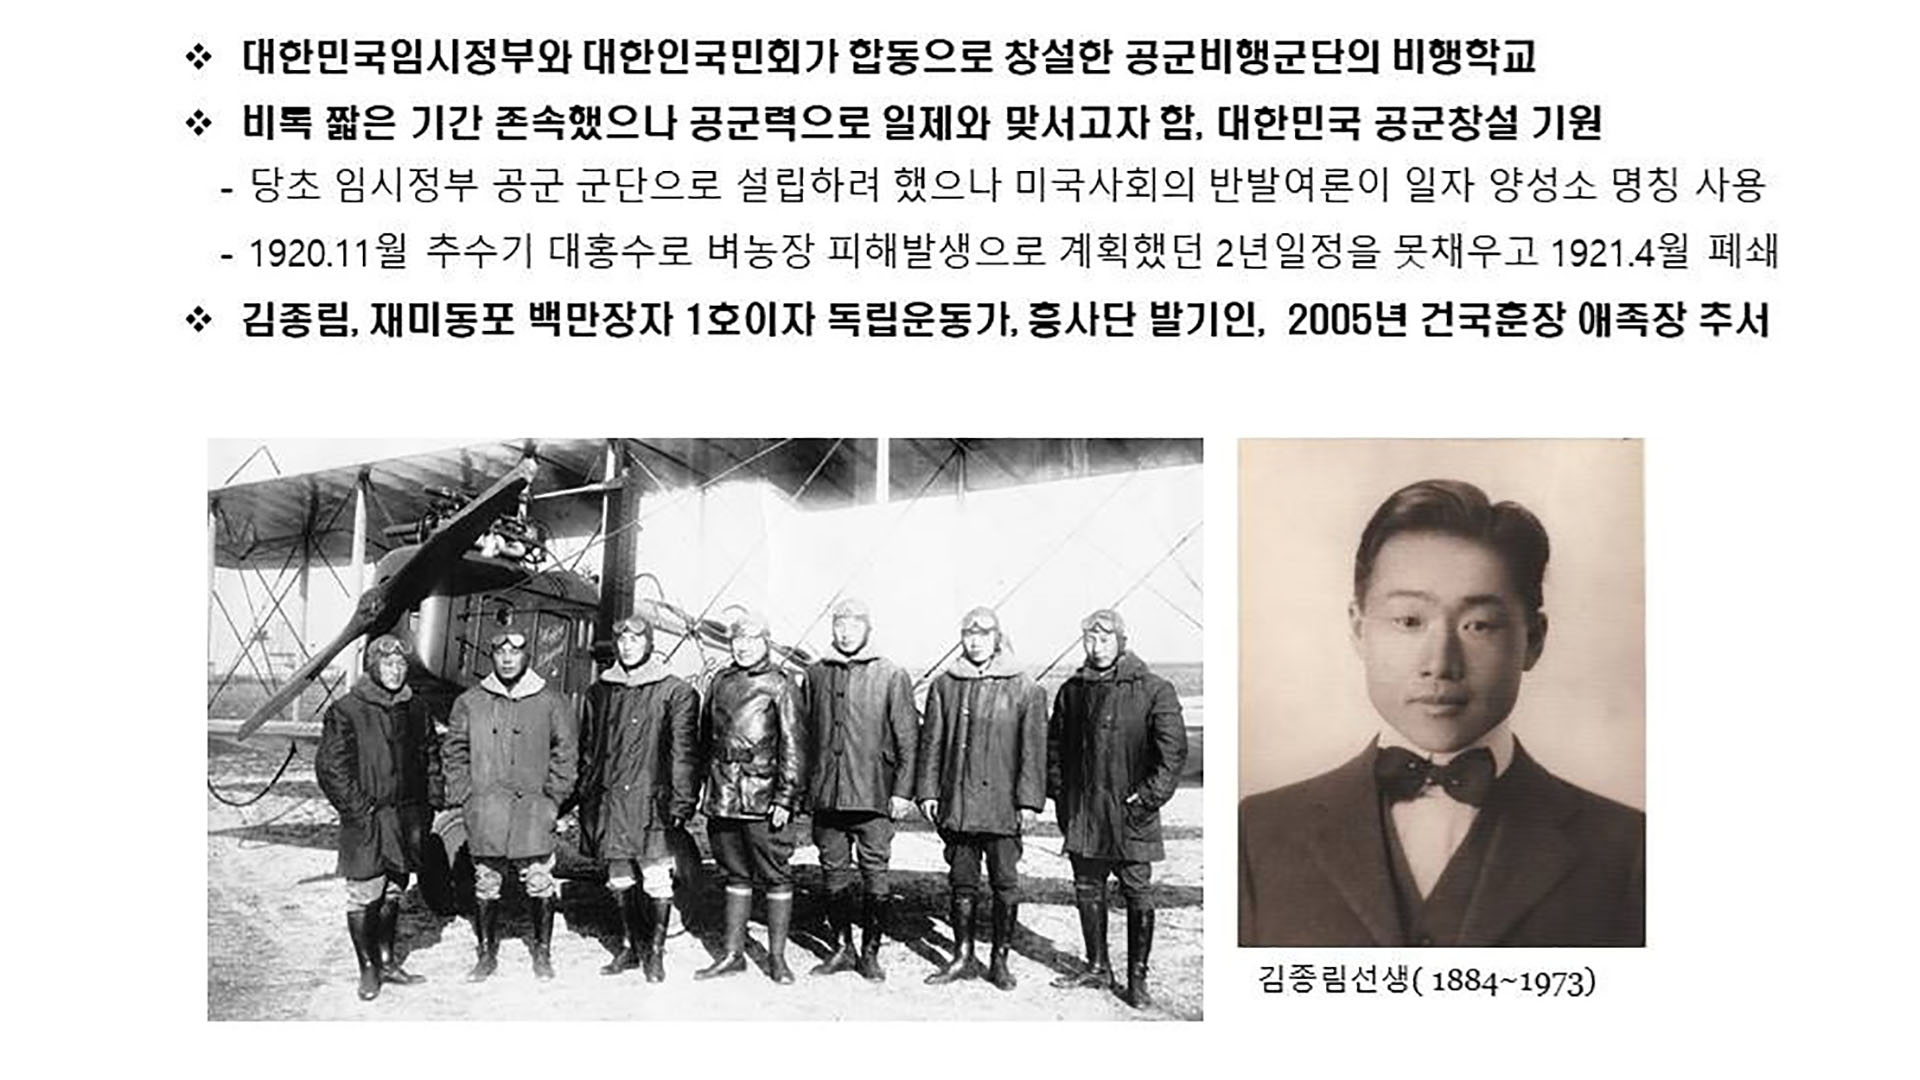 ❖ 대한민국임시정부와 대한인국민회가 합동으로 창설한 공군비행군단의 비행학교
❖ 비록 짧은 기간 존속했으나 공군력으로 일제와 맞서고자 함, 대한민국 공군창설 기원
- 당초 임시정부 공군 군단으로 설립하려 했으나 미국사회의 반발여론이 일자 양성소 명칭 사용
- 1920.11월 추수기 대홍수로 벼농장 피해발생으로 계획했던 2년일정을 못채우고 1921.4월 폐쇄
❖ 김종림, 재미동포 백만장자 1호이자 독립운동가, 흥사단 발기인, 2005년 건국훈장 애족장 추서
김종림선생( 1884~1973)